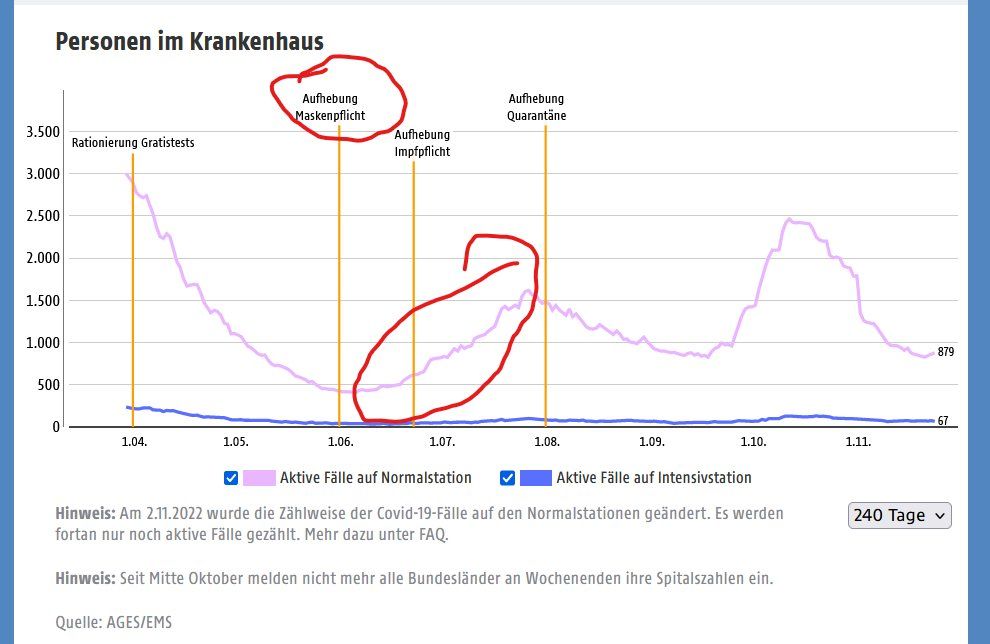 Personen im Krankenhaus
Aufhebung
Maskenpflicht
Aufhebung
Quarantäne
Rationierung Gratistests
Aufhebung
Impfpflicht
3.500
3.000
2.500
2.000
1.500
1.000
500
0
879
67
1.04.
1.05.
1.06.
1.07.
1.08.
1.09.
1.10.
1.11.
Aktive Fälle auf Normalstation
Aktive Fälle auf Intensivstation
Hinweis: Am 2.11.2022 wurde die Zählweise der Covid-19-Fälle auf den Normalstationen geändert. Es werden
fortan nur noch aktive Fälle gezählt. Mehr dazu unter FAQ.
240 Tage
Hinweis: Seit Mitte Oktober melden nicht mehr alle Bundesländer an Wochenenden ihre Spitalszahlen ein.
Quelle: AGES/EMS